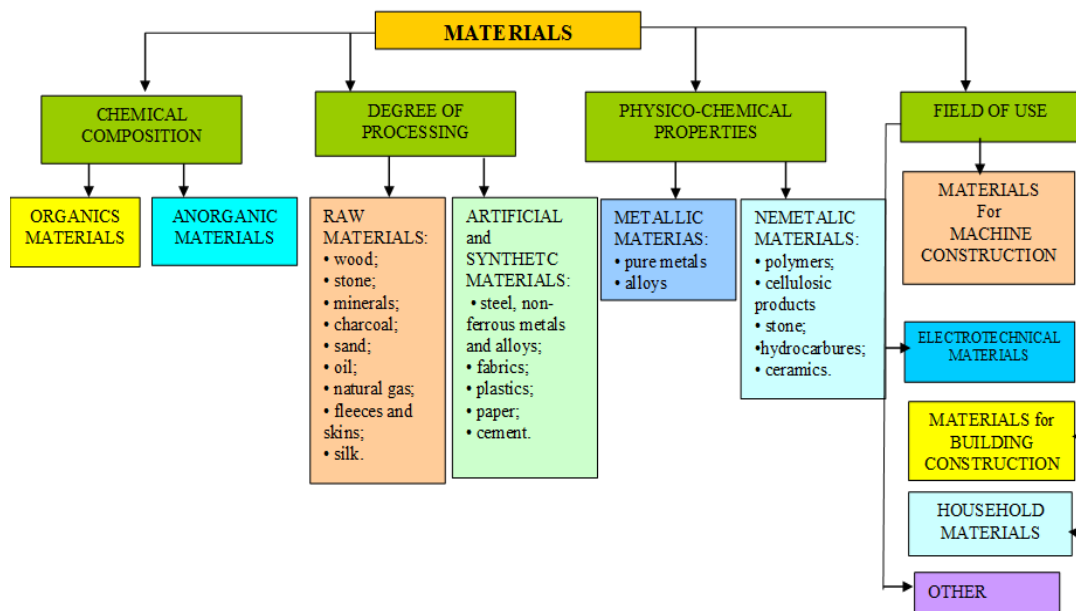 MATERIALS
CHEMICAL
COMPOSITION
DEGREE OF
PROCESSING
PHYSICO-CHEMICAL
PROPERTIES
FIELD OF USE
ORGANICS
MATERIALS
ANORGANIC
MATERIALS
RAW
MATERIALS:
• wood;
• stone;
• minerals;
• charcoal;
• sand;
• oil;
• natural gas;
• fleeces and
skins;
• silk.
ARTIFICIAL
and
SYNTHETC
MATERIALS:
• steel, non-
ferrous metals
and alloys;
• fabrics;
• plastics;
• paper;
• cement.
METALLIC
MATERIAS:
• pure metals
• alloys
NEMETALIC
MATERIALS:
• polymers;
• cellulosic
products
• stone;
•hydrocarbures;
• ceramics.
MATERIALS
For
MACHINE
CONSTRUCTION
ELECTROTECHNICAL
MATERIALS
MATERIALS for
BUILDING
CONSTRUCTION
HOUSEHOLD
MATERIALS
OTHER